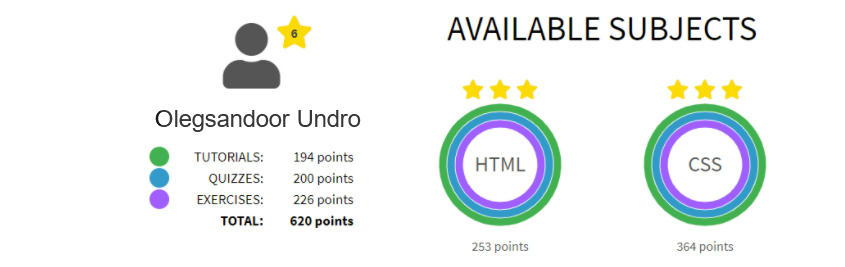 6
Olegsandoor Undro
TUTORIALS: 194 points
QUIZZES: 200 points
EXERCISES: 226 points
TOTAL: 620 points
AVAILABLE SUBJECTS
HTML
253 points
CSS
364 points